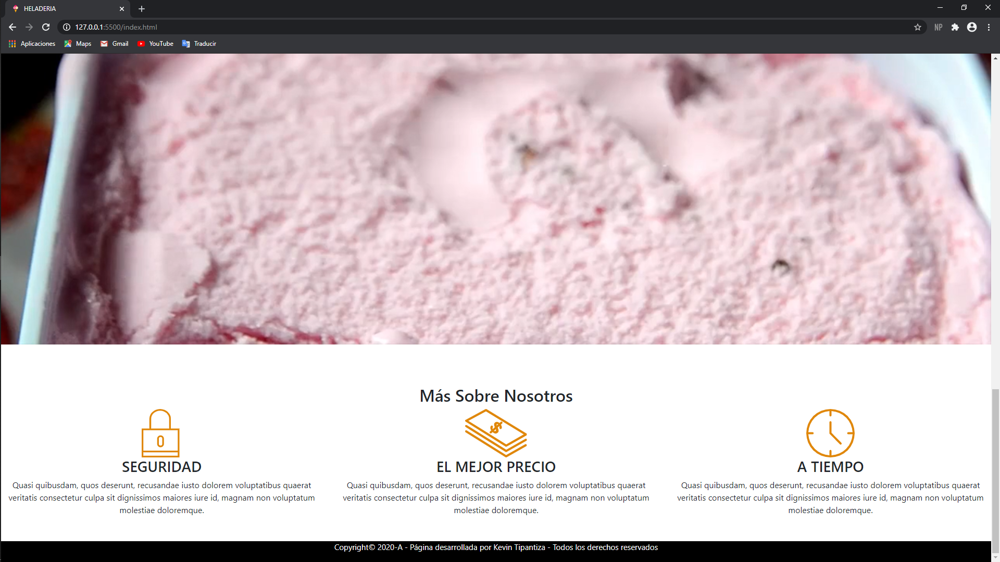 HELADERIA
127.0.0.1:5500/index.html
NP
Aplicaciones Maps Gmail YouTube Traducir
Más Sobre Nosotros
$
0
SEGURIDAD
Quasi quibusdam, quos deserunt, recusandae iusto dolorem voluptatibus quaerat
veritatis consectetur culpa sit dignissimos maiores iure id, magnam non voluptatum
molestiae doloremque.
EL MEJOR PRECIO
Quasi quibusdam, quos deserunt, recusandae iusto dolorem voluptatibus quaerat
veritatis consectetur culpa sit dignissimos maiores iure id, magnam non voluptatum
molestiae doloremque.
A TIEMPO
Quasi quibusdam, quos deserunt, recusandae iusto dolorem voluptatibus quaerat
veritatis consectetur culpa sit dignissimos maiores iure id, magnam non voluptatum
molestiae doloremque.
Copyright© 2020-A - Página desarrollada por Kevin Tipantiza - Todos los derechos reservados